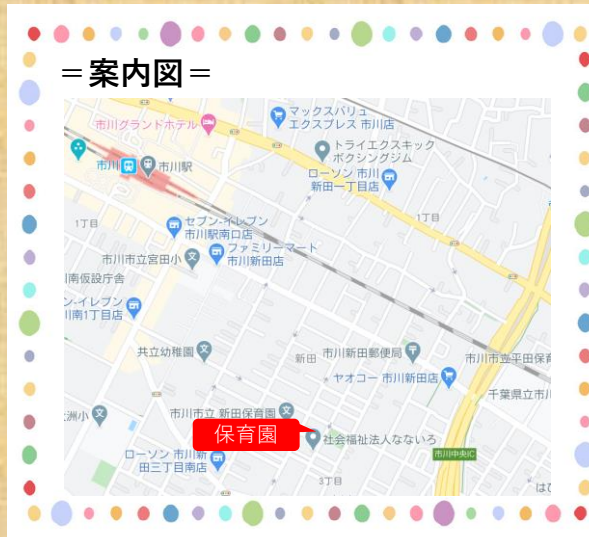 ＝案内図＝
市川グランドホテル
マックスバリュ
エクスプレス 市川店
トライエクスキック
ボクシングジム
市川
市川駅
ローソン 市川
新田一丁目店
1丁目
セブン-イレブン
市川駅南口店
1丁目
ファミリーマート
市川新田店
市川市立宮田小
川南仮設庁舎
ン-イレブン
川南1丁目店
共立幼稚園
新田
市川新田郵便局
市川市立平田保育
ヤオコー 市川新田店
千葉県立市川
市川市立 新田保育園
洲小
保育園
社会福祉法人なないろ
市川中央IC
ローソン 市川新
田三丁目南店
3丁目
はひ